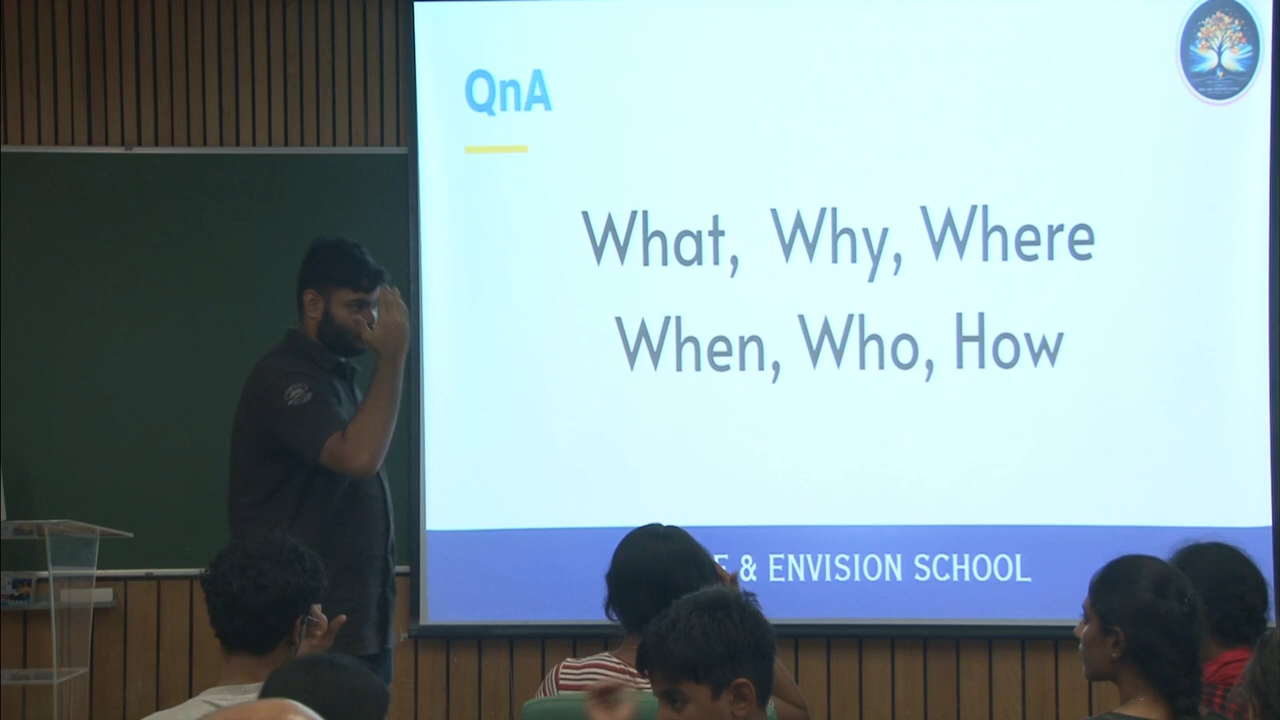 QnA
What, Why, Where
When, Who, How
& ENVISION SCHOOL